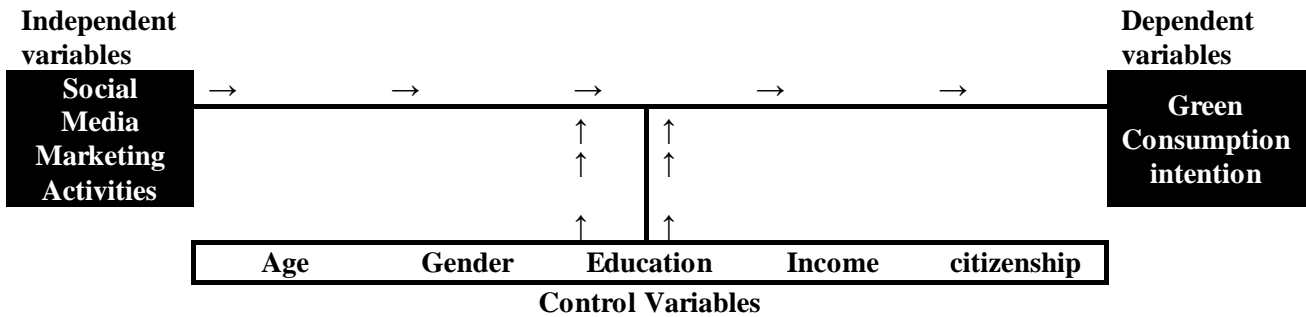 Independent
variables
Dependent
variables
Social
Media
Marketing
Activities
→ → → → →
↑ ↑
↑ ↑
↑ ↑
Green
Consumption
intention
Age Gender Education Income citizenship
Control Variables